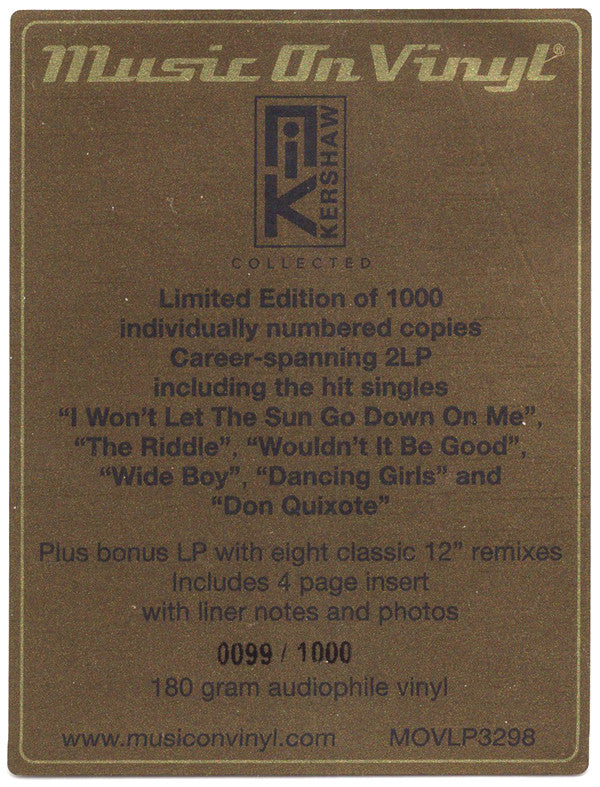 Music On Vinyl®
NiK
KERSHAW
COLLECTED
Limited Edition of 1000
individually numbered copies
Career-spanning 2LP
including the hit singles
“I Won’t Let The Sun Go Down On Me”,
“The Riddle”, “Wouldn’t It Be Good”,
“Wide Boy”, “Dancing Girls” and
“Don Quixote”
Plus bonus LP with eight classic 12” remixes
Includes 4 page insert
with liner notes and photos
0099 / 1000
180 gram audiophile vinyl
www.musiconvinyl.com MOVLP3298